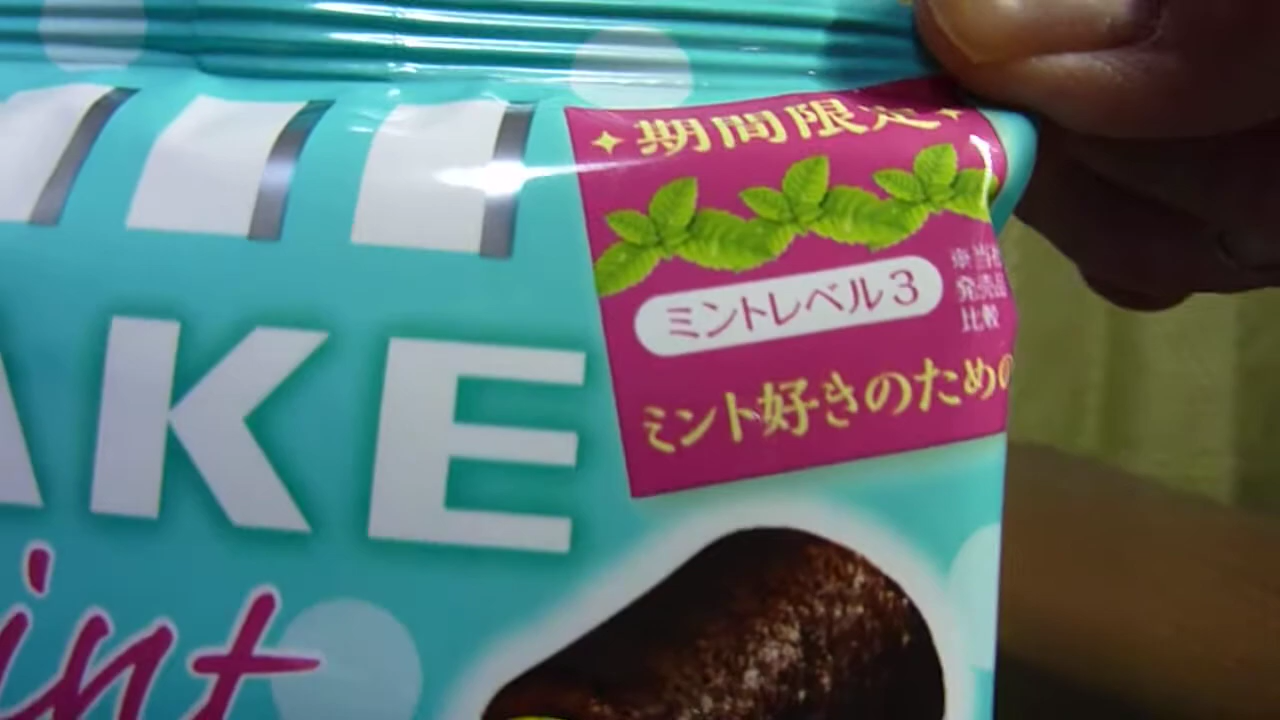 期間限定
ミントレベル3
※当社
発売品
比較
ミント好きのための
AKE
int